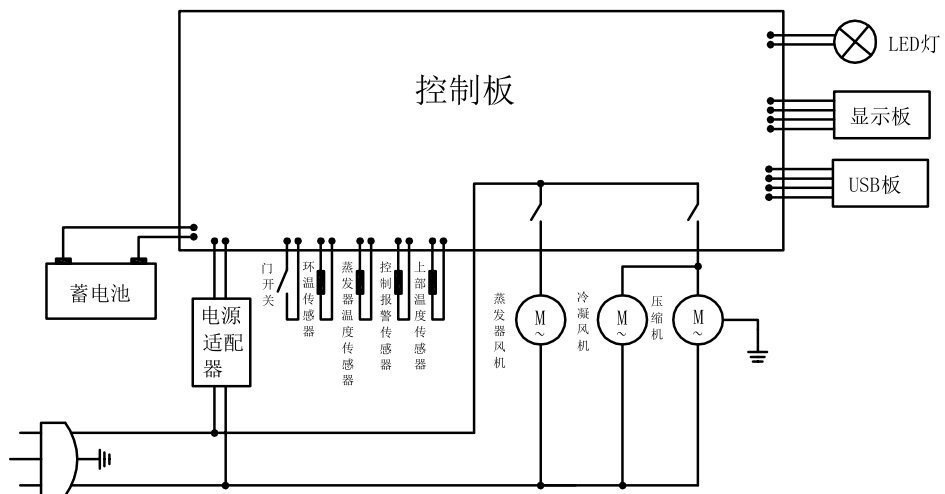 控制板
LED灯
显示板
USB板
蓄电池
电源
适配
器
门开关
环温传感器
蒸发器温度传感器
控制报警传感器
上部温度传感器
蒸发器风机
冷凝风机
压缩机
M
~
M
~
M
~